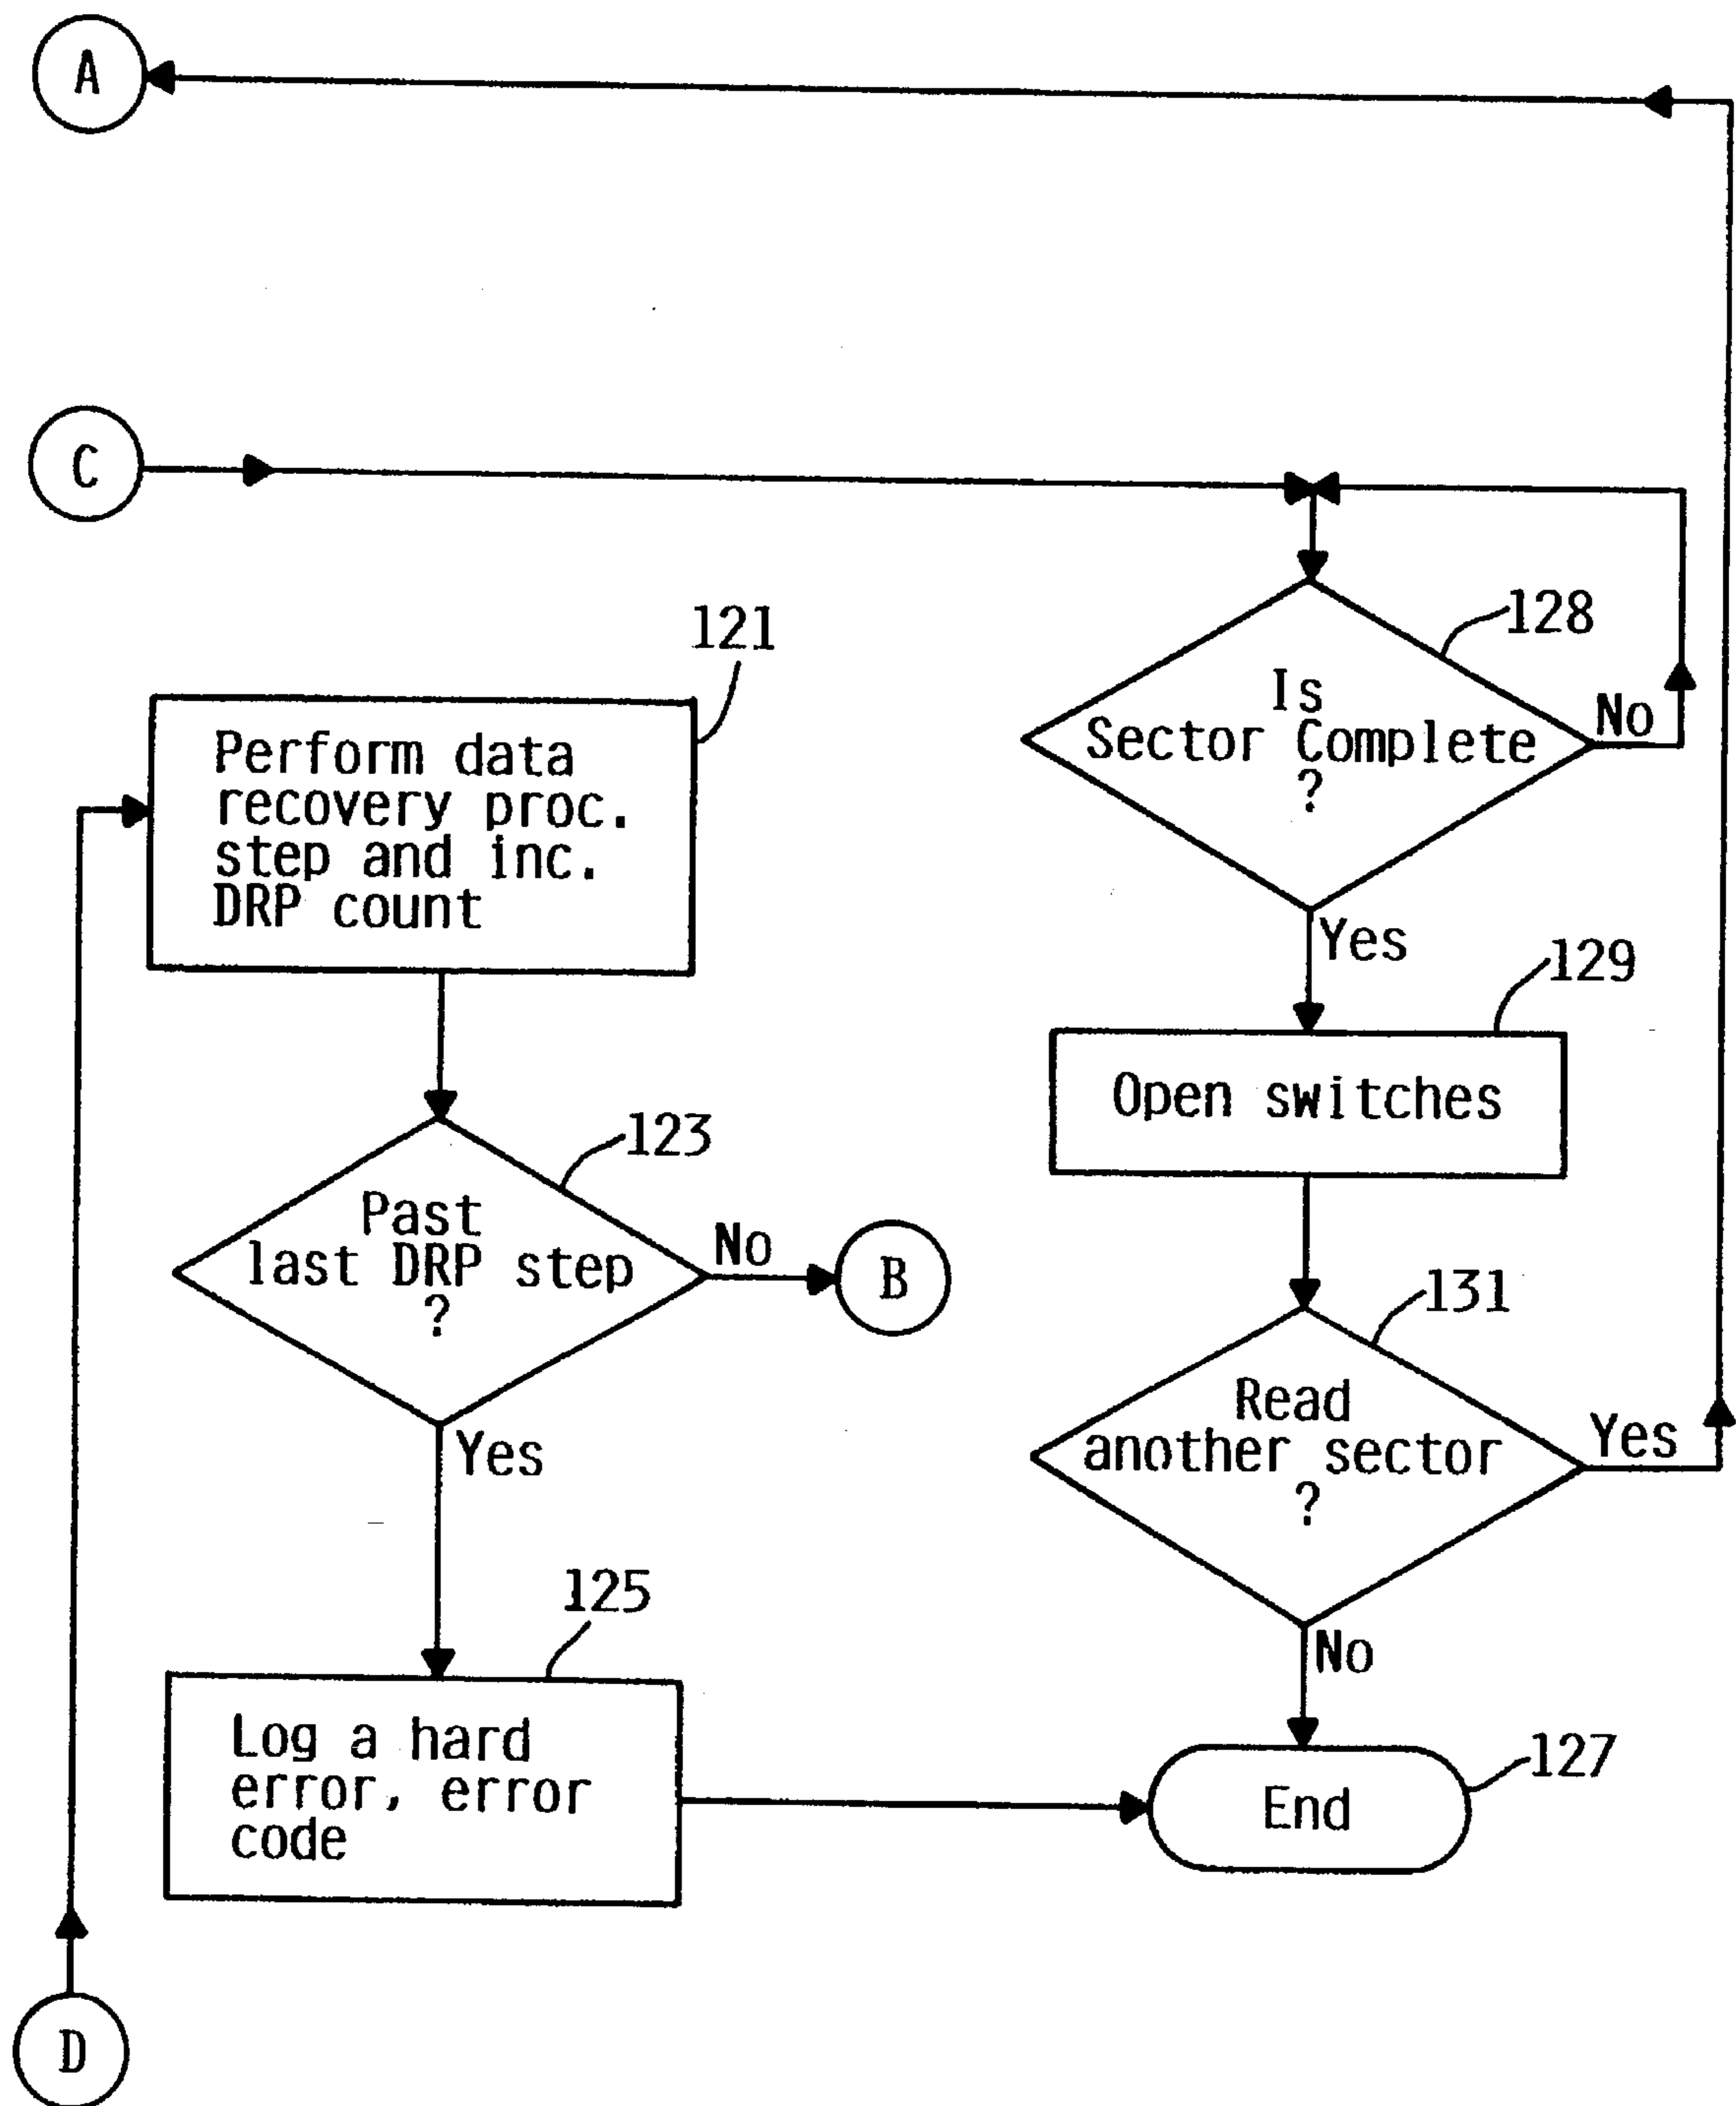 A
C
121
Perform data
recovery proc.
step and inc.
DRP count
123
Past
last DRP step
?
No
B
Yes
125
Log a hard
error, error
code
D
128
Is
Sector Complete
?
No
Yes
129
Open switches
131
Read
another sector
?
Yes
No
127
End